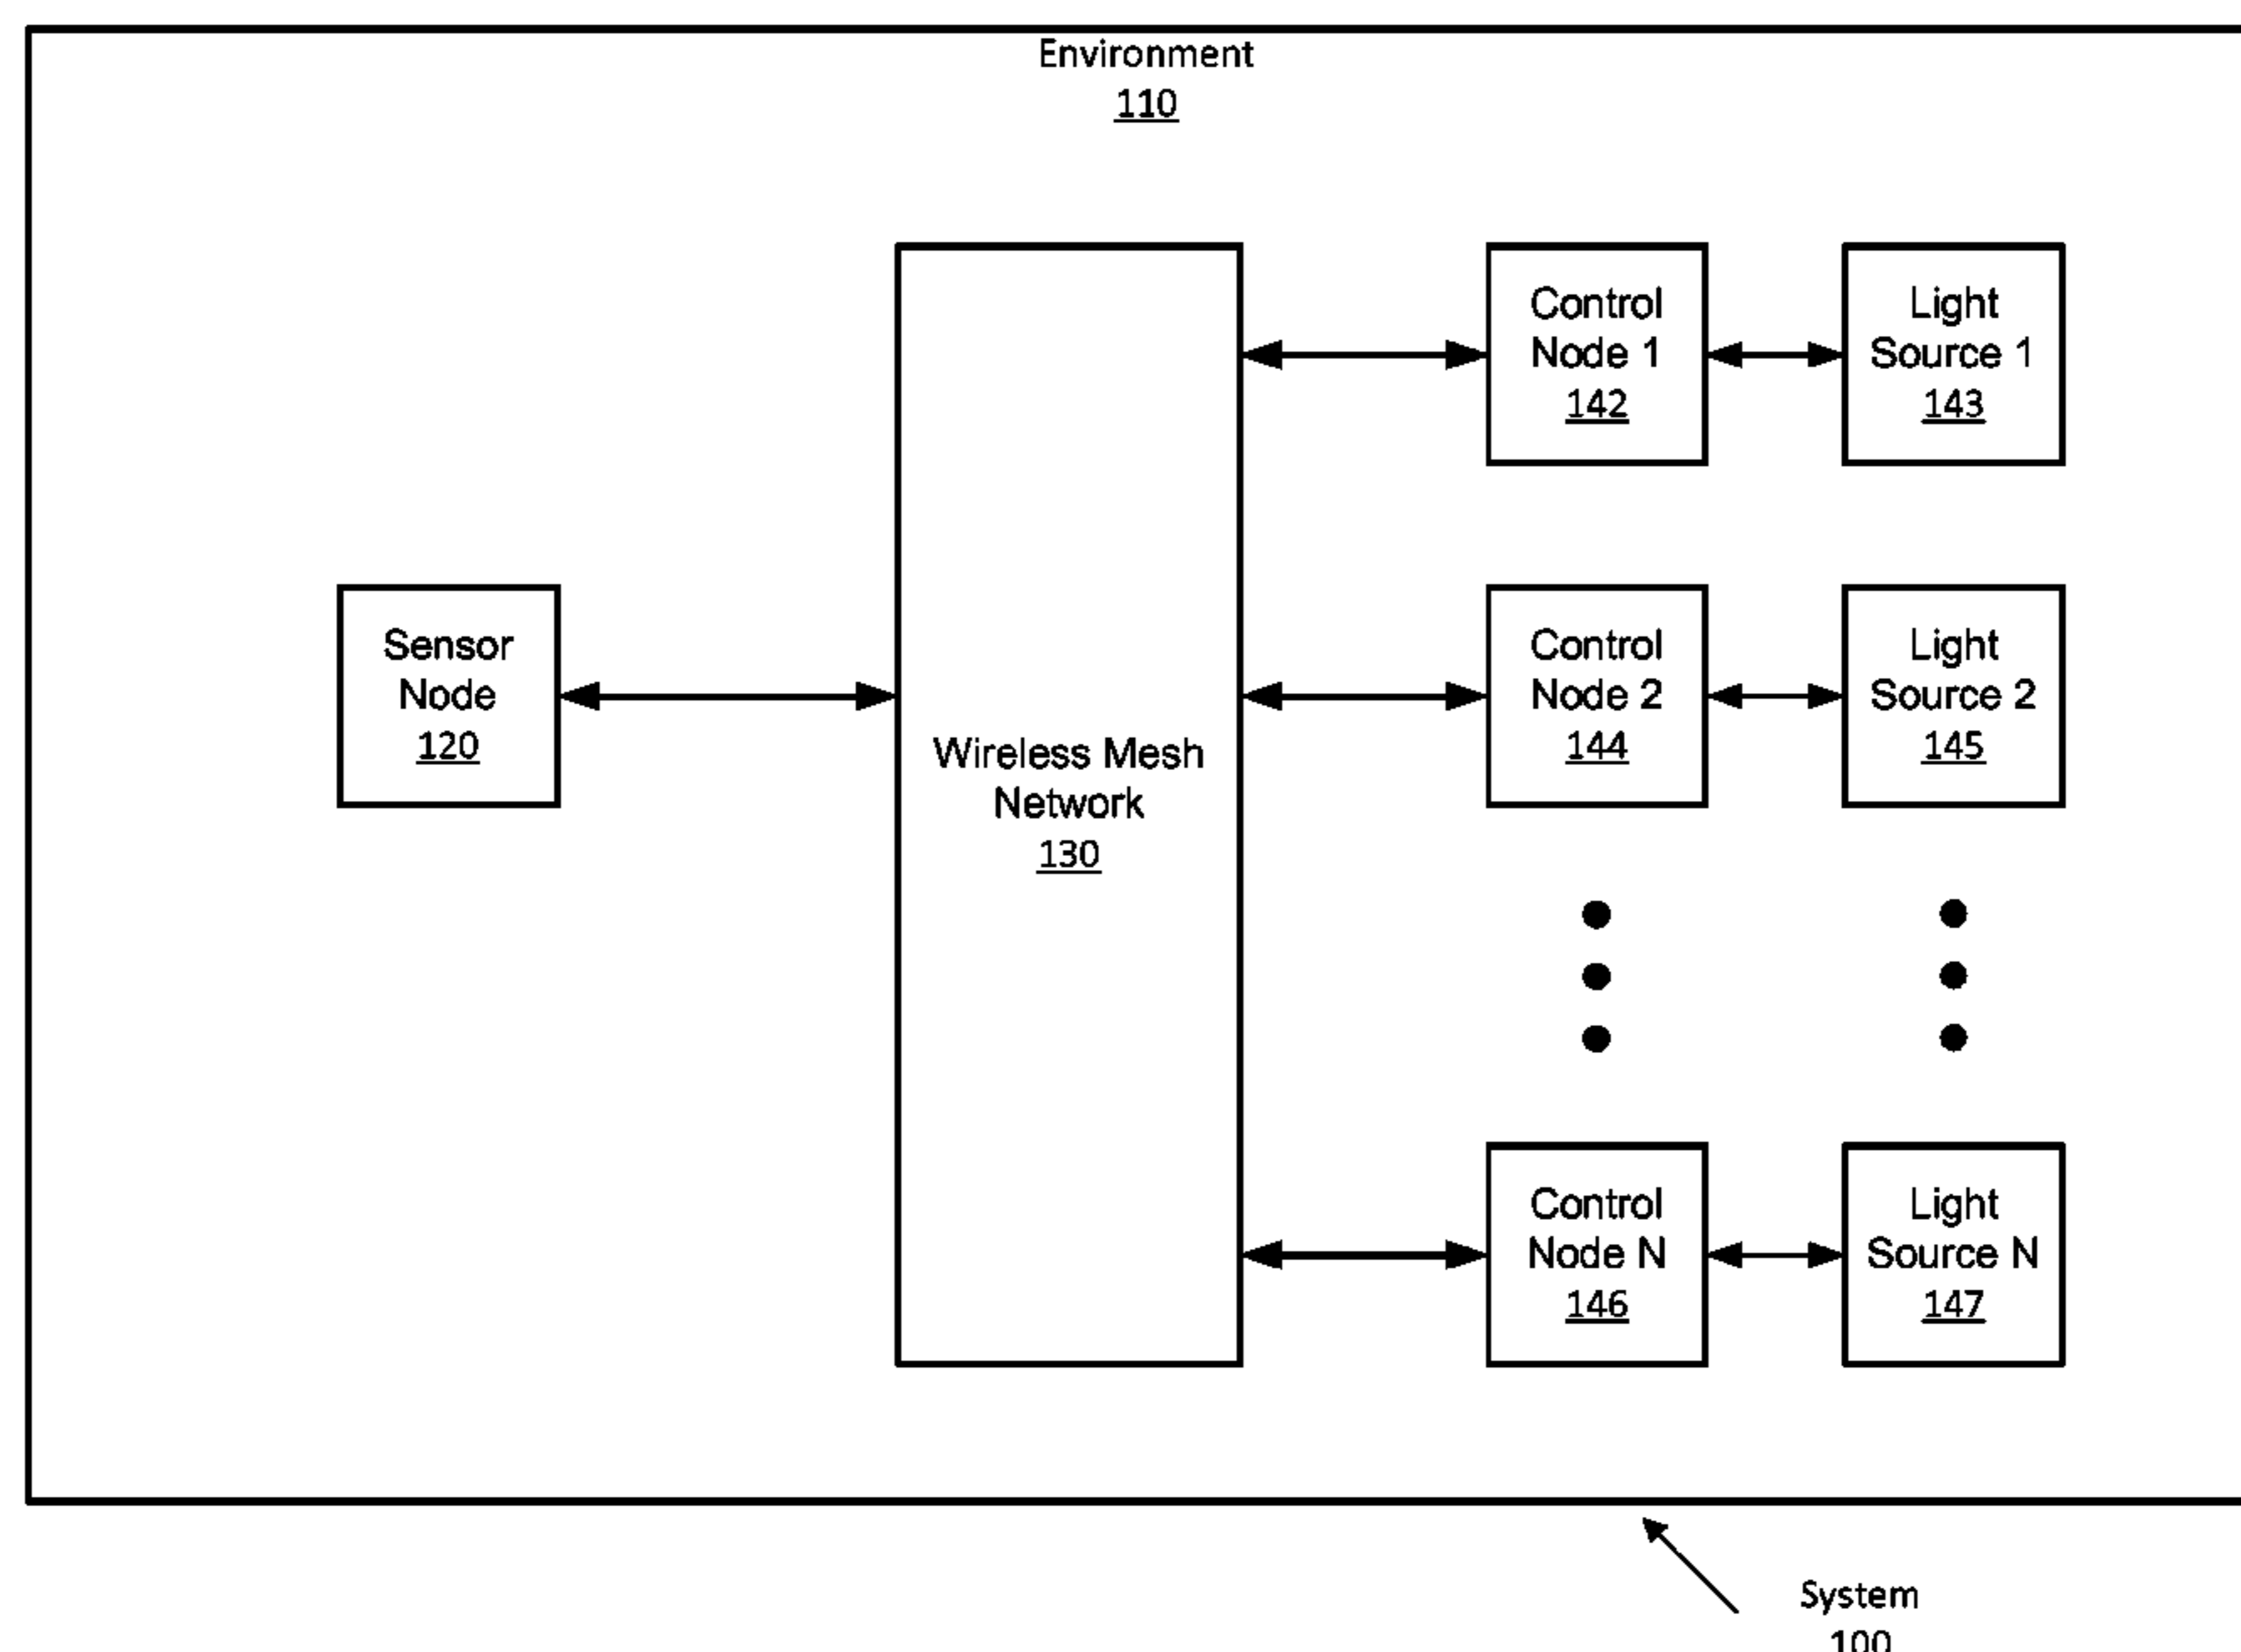 Environment
110
Control
Node 1
142
Light
Source 1
143
Sensor
Node
120
Control
Node 2
144
Light
Source 2
145
Wireless Mesh
Network
130
Control
Node N
146
Light
Source N
147
System
100